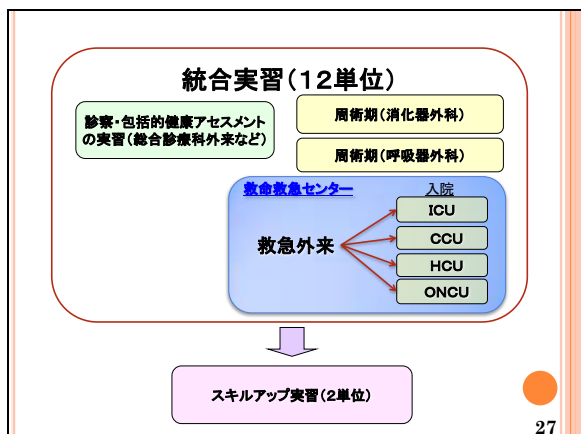 統合実習(12単位)
診察・包括的健康アセスメント
の実習(総合診療科外来など)
周術期(消化器外科)
周術期(呼吸器外科)
救命救急センター
入院
救急外来
ICU
CCU
HCU
ONCU
スキルアップ実習(2単位)
27